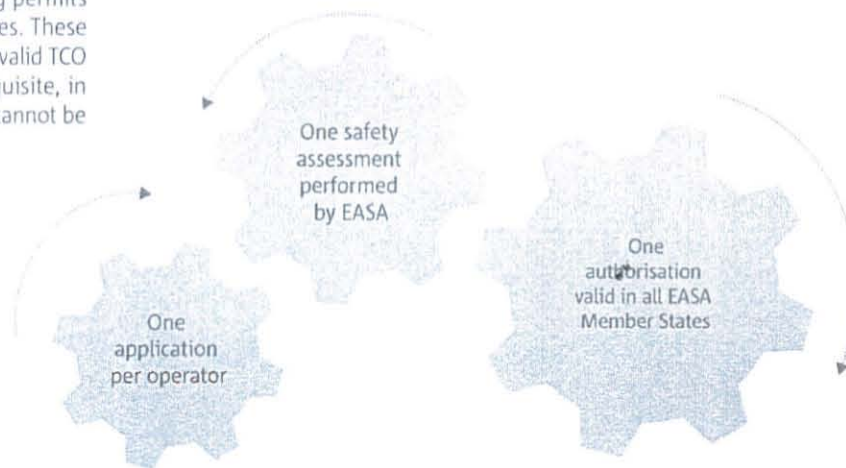 permits
es. These
valid TCO
uisite, in
annot be
One safety
assessment
performed
by EASA
One
authorisation
valid in all EASA
Member States
One
application
per operator